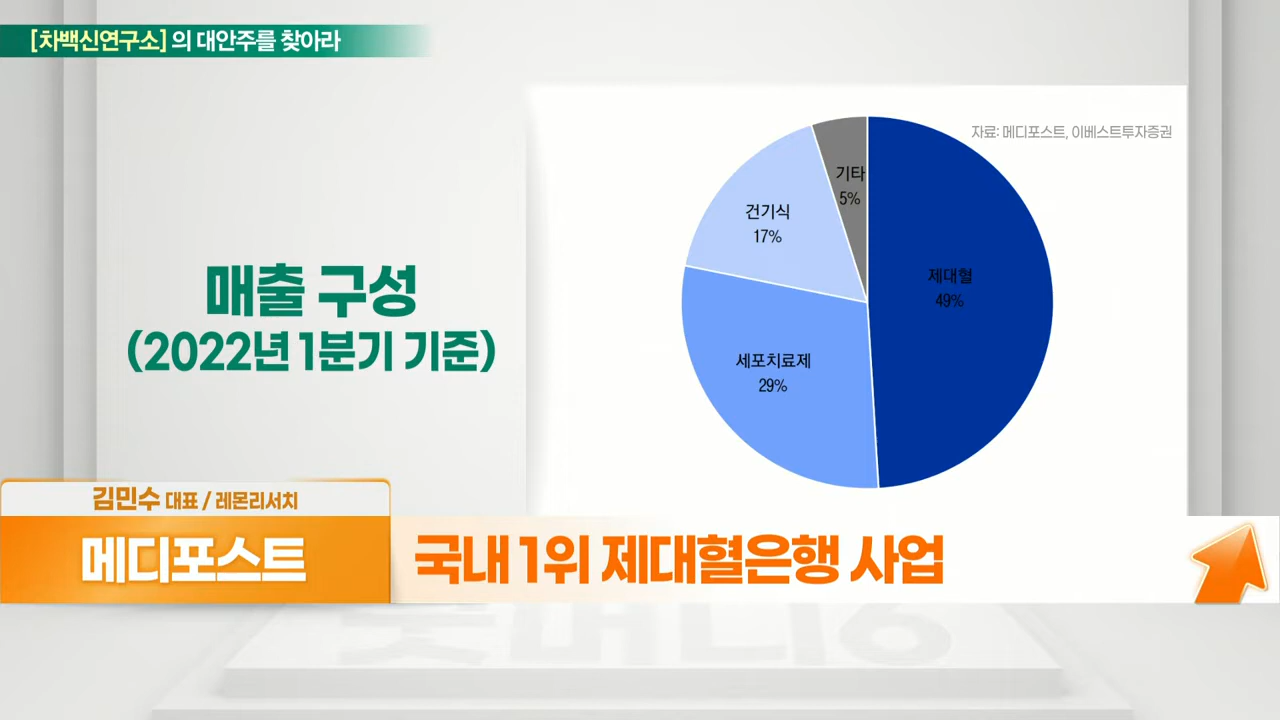 [차백신연구소]의 대안주를 찾아라
자료: 메디포스트, 이베스트투자증권
기타
5%
건기식
17%
제대혈
49%
세포치료제
29%
매출 구성
(2022년 1분기 기준)
김민수 대표 / 레몬리서치
메디포스트
국내 1위 제대혈은행 사업